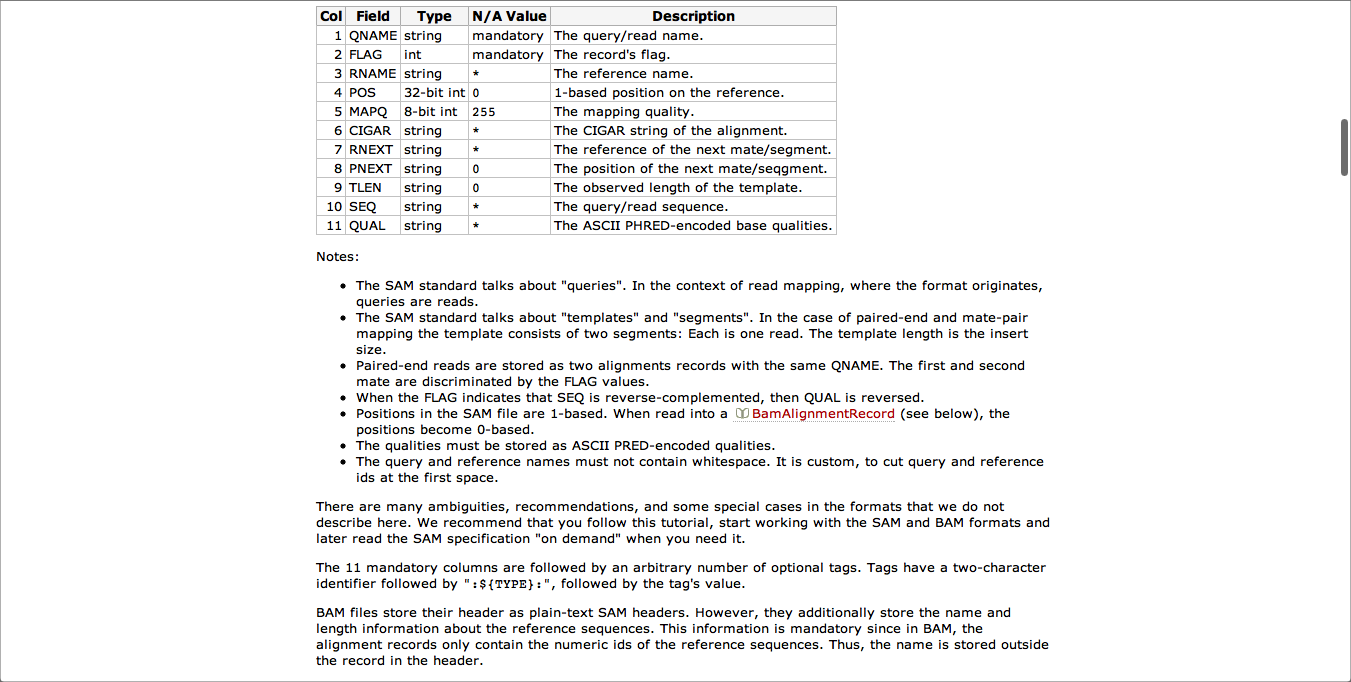 Col Field Type N/A Value Description
1 QNAME string mandatory The query/read name.
2 FLAG int mandatory The record's flag.
3 RNAME string * The reference name.
4 POS 32-bit int 0 1-based position on the reference.
5 MAPQ 8-bit int 255 The mapping quality.
6 CIGAR string * The CIGAR string of the alignment.
7 RNEXT string * The reference of the next mate/segment.
8 PNEXT string 0 The position of the next mate/seqgment.
9 TLEN string 0 The observed length of the template.
10 SEQ string * The query/read sequence.
11 QUAL string * The ASCII PHRED-encoded base qualities.
Notes:
• The SAM standard talks about "queries". In the context of read mapping, where the format originates,
queries are reads.
• The SAM standard talks about "templates" and "segments". In the case of paired-end and mate-pair
mapping the template consists of two segments: Each is one read. The template length is the insert
size.
• Paired-end reads are stored as two alignments records with the same QNAME. The first and second
mate are discriminated by the FLAG values.
• When the FLAG indicates that SEQ is reverse-complemented, then QUAL is reversed.
• Positions in the SAM file are 1-based. When read into a BamAlignmentRecord (see below), the
positions become 0-based.
• The qualities must be stored as ASCII PRED-encoded qualities.
• The query and reference names must not contain whitespace. It is custom, to cut query and reference
ids at the first space.
There are many ambiguities, recommendations, and some special cases in the formats that we do not
describe here. We recommend that you follow this tutorial, start working with the SAM and BAM formats and
later read the SAM specification "on demand" when you need it.
The 11 mandatory columns are followed by an arbitrary number of optional tags. Tags have a two-character
identifier followed by ":${TYPE}:", followed by the tag's value.
BAM files store their header as plain-text SAM headers. However, they additionally store the name and
length information about the reference sequences. This information is mandatory since in BAM, the
alignment records only contain the numeric ids of the reference sequences. Thus, the name is stored outside
the record in the header.